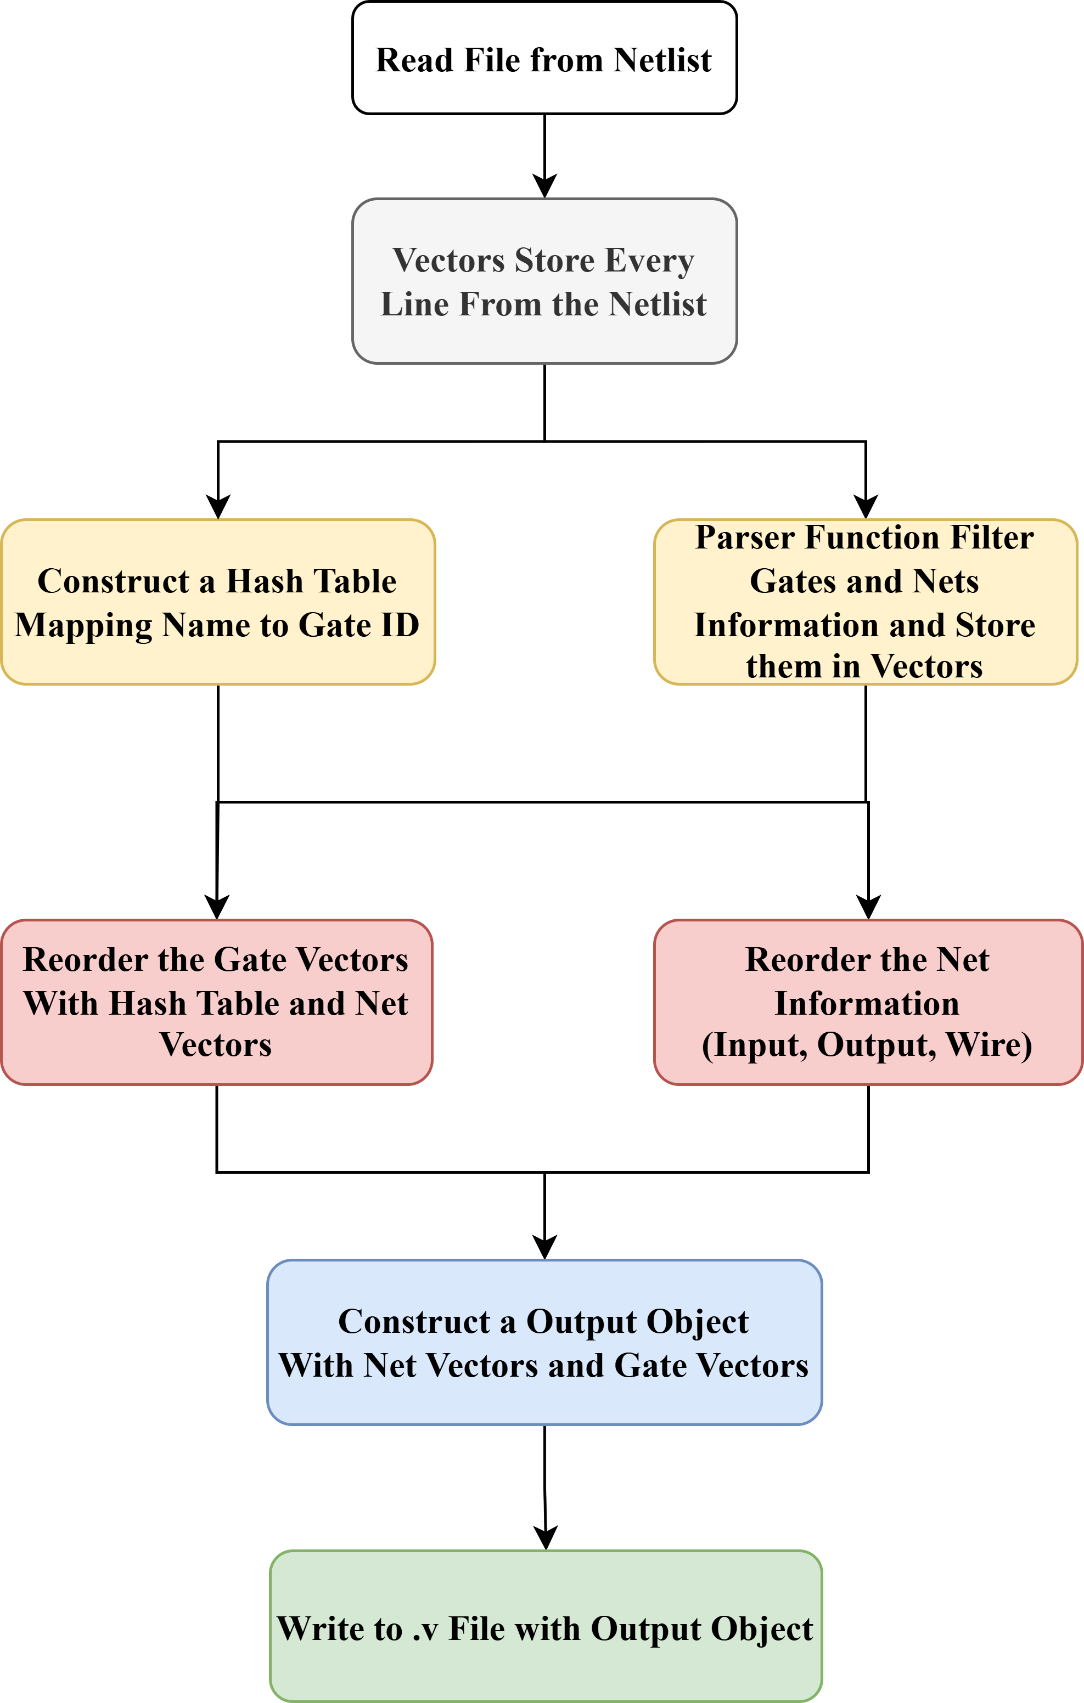 Read File from Netlist
Vectors Store Every
Line From the Netlist
Construct a Hash Table
Mapping Name to Gate ID
Parser Function Filter
Gates and Nets
Information and Store
them in Vectors
Reorder the Gate Vectors
With Hash Table and Net
Vectors
Reorder the Net
Information
(Input, Output, Wire)
Construct a Output Object
With Net Vectors and Gate Vectors
Write to .v File with Output Object